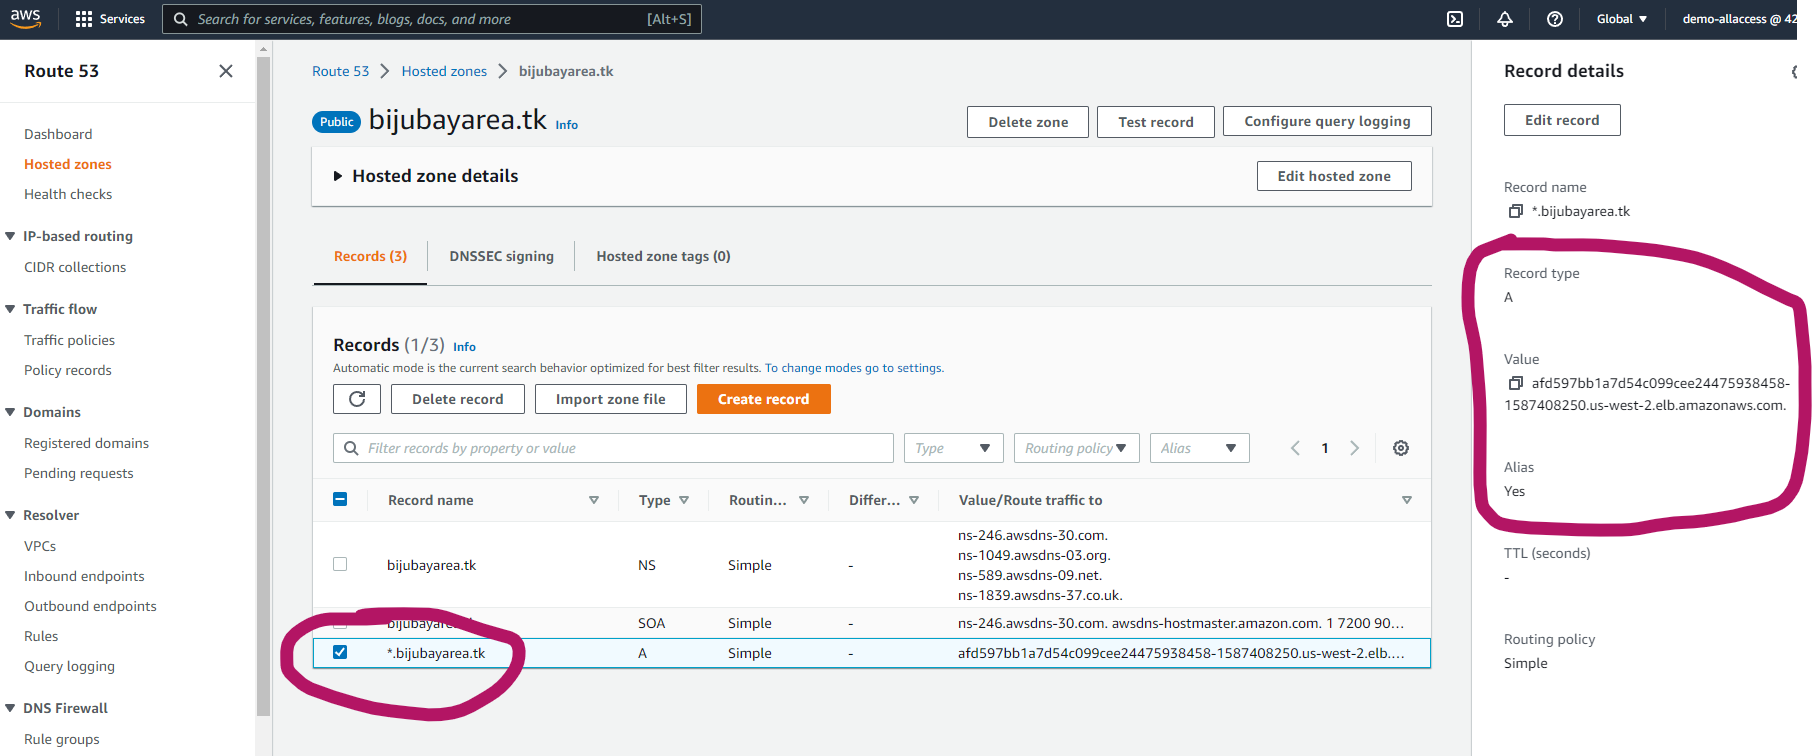 aws
Services
Search for services, features, blogs, docs, and more
[Alt+S]
Global
demo-allaccess @ 42
Route 53
Dashboard
Hosted zones
Health checks
IP-based routing
CIDR collections
Traffic flow
Traffic policies
Policy records
Domains
Registered domains
Pending requests
Resolver
VPCs
Inbound endpoints
Outbound endpoints
Rules
Query logging
DNS Firewall
Rule groups
Route 53 > Hosted zones > bijubayarea.tk
Public bijubayarea.tk Info
Delete zone
Test record
Configure query logging
Hosted zone details
Edit hosted zone
Records (3)
DNSSEC signing
Hosted zone tags (0)
Records (1/3) Info
Automatic mode is the current search behavior optimized for best filter results. To change modes go to settings.
Delete record
Import zone file
Create record
Filter records by property or value
Type
Routing policy
Alias
1
Record name
Type
Routin...
Differ...
Value/Route traffic to
bijubayarea.tk
NS
Simple
-
ns-246.awsdns-30.com.
ns-1049.awsdns-03.org.
ns-589.awsdns-09.net.
ns-1839.awsdns-37.co.uk.
SOA
Simple
-
ns-246.awsdns-30.com. awsdns-hostmaster.amazon.com. 1 7200 90...
*.bijubayarea.tk
A
Simple
-
afd597bb1a7d54c099cee24475938458-1587408250.us-west-2.elb....
Record details
Edit record
Record name
*.bijubayarea.tk
Record type
A
Value
afd597bb1a7d54c099cee24475938458-
1587408250.us-west-2.elb.amazonaws.com.
Alias
Yes
TTL (seconds)
-
Routing policy
Simple